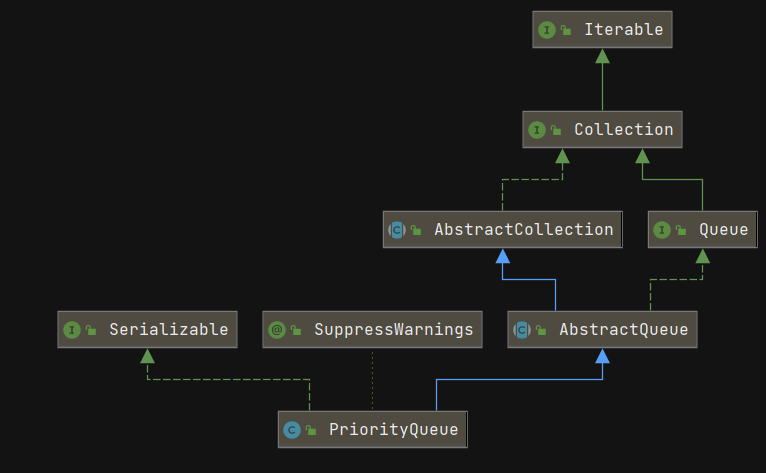 Iterable
Collection
AbstractCollection
Queue
Serializable
SuppressWarnings
AbstractQueue
PriorityQueue